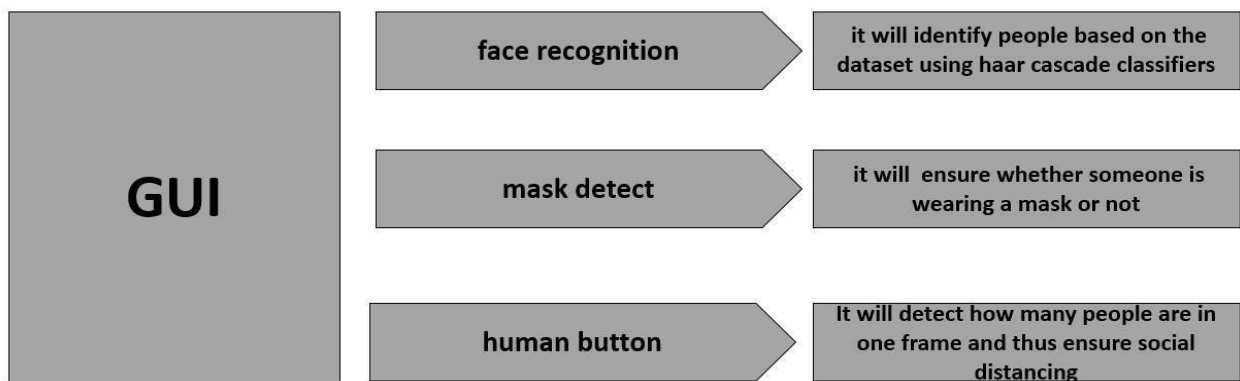 GUI
face recognition
it will identify people based on the
dataset using haar cascade classifiers
mask detect
it will ensure whether someone is
wearing a mask or not
human button
It will detect how many people are in
one frame and thus ensure social
distancing